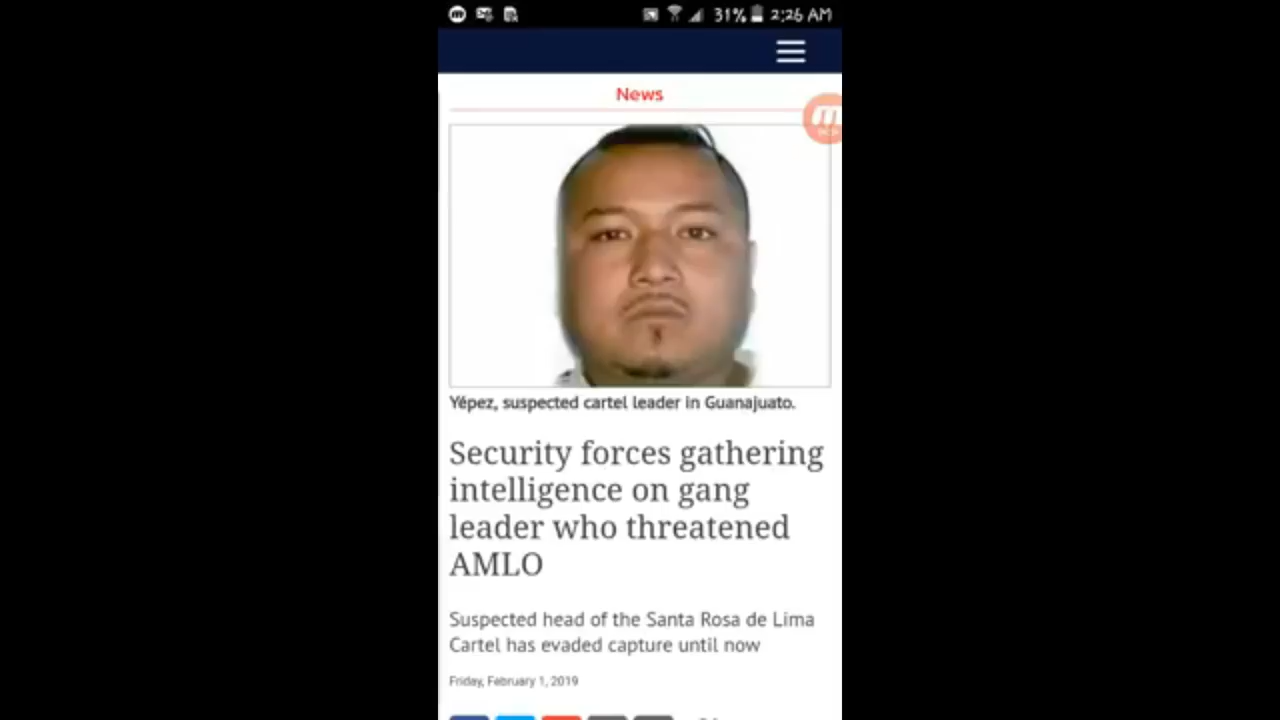 31% 2:26 AM
News
Yépez, suspected cartel leader in Guanajuato.
Security forces gathering
intelligence on gang
leader who threatened
AMLO
Suspected head of the Santa Rosa de Lima
Cartel has evaded capture until now
Friday, February 1, 2019